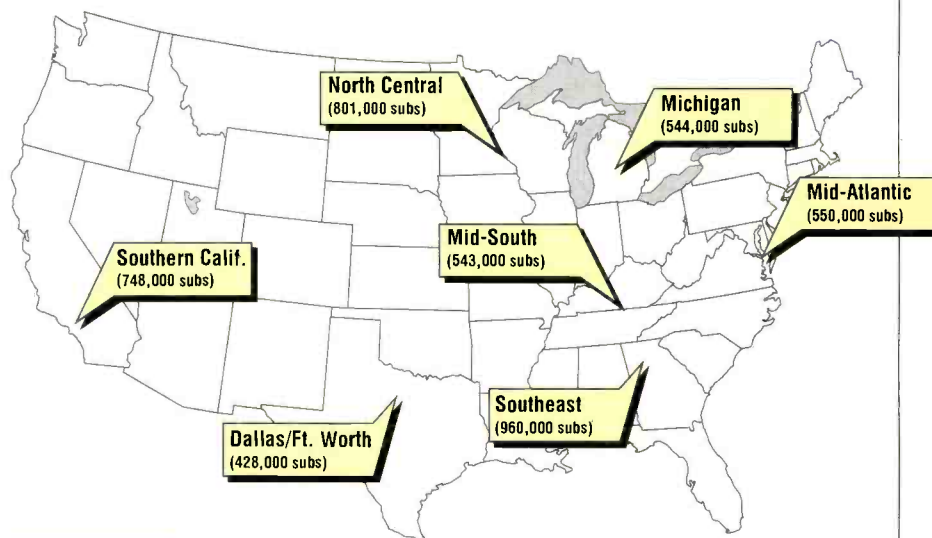 North Central
(801,000 subs)
Michigan
(544,000 subs)
Mid-Atlantic
(550,000 subs)
Mid-South
(543,000 subs)
Southern Calif.
(748,000 subs)
Southeast
(960,000 subs)
Dallas/Ft. Worth
(428,000 subs)